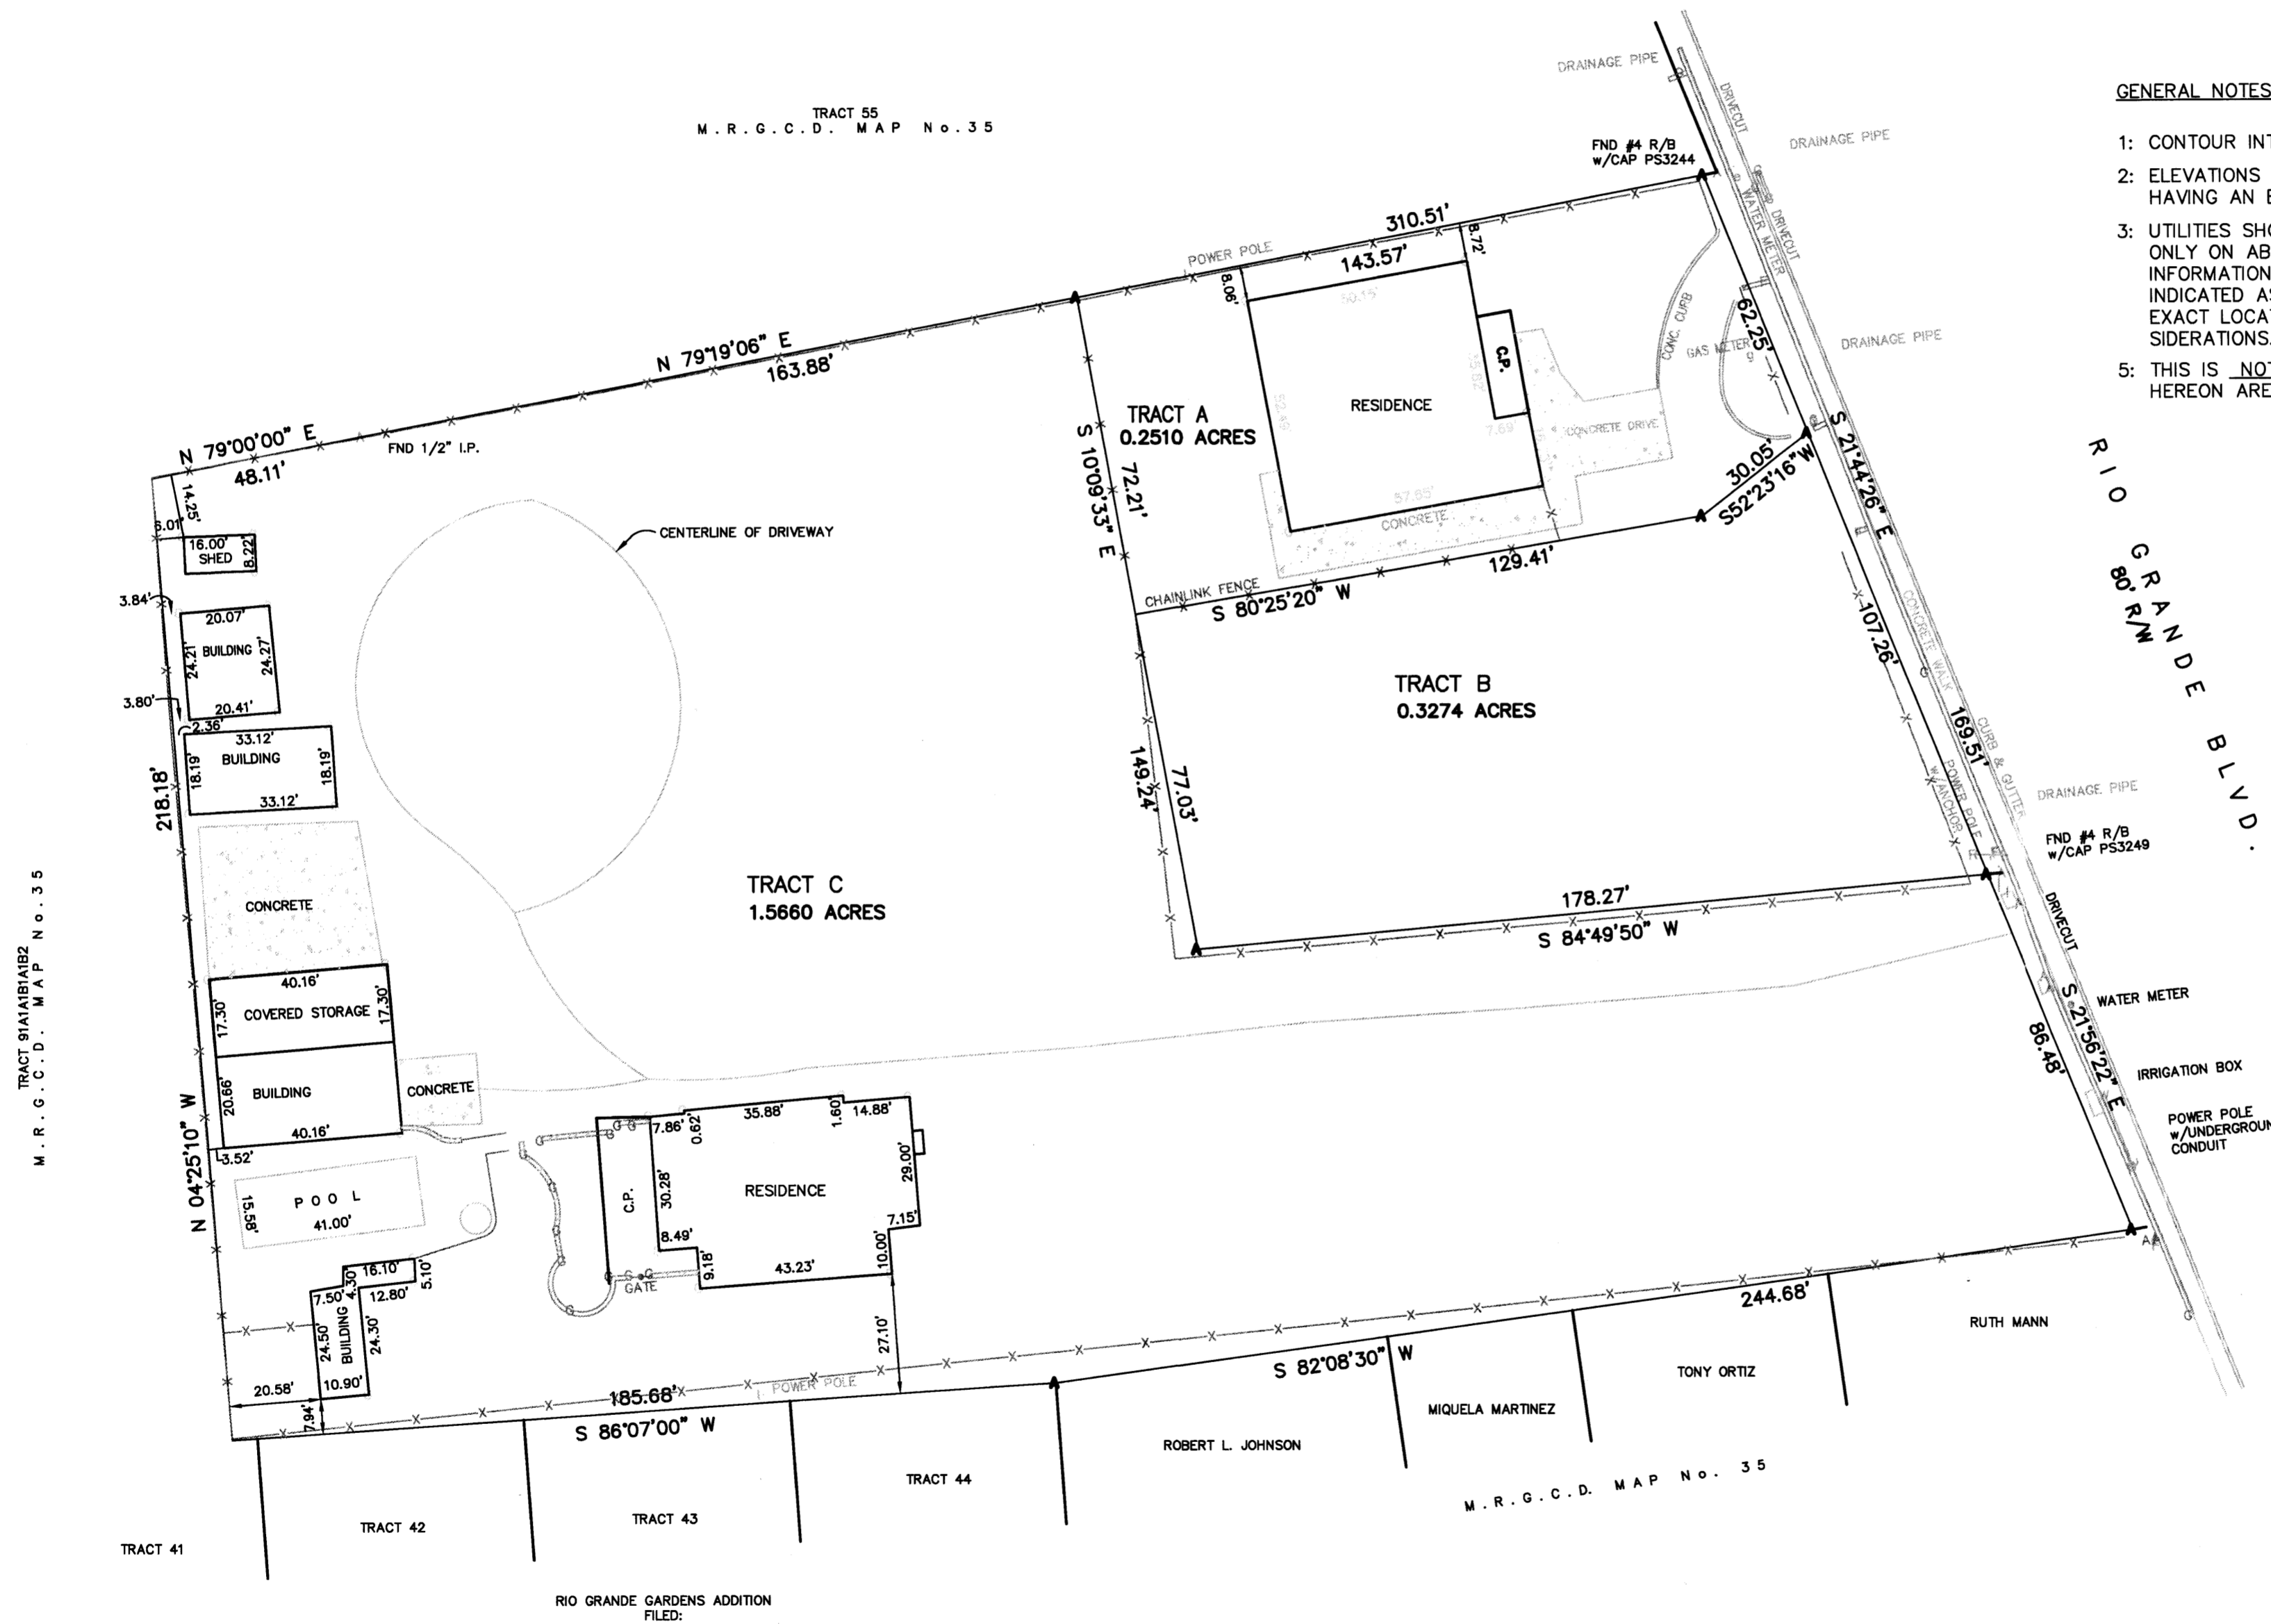 TRACT 55
M.R.G.C.D. MAP No.35
DRAINAGE PIPE
DRIVECUT
DRAINAGE PIPE
FND #4 R/B
w/CAP PS3244
WATER METER
DRIVECUT
GENERAL NOTES
1: CONTOUR INT
2: ELEVATIONS
HAVING AN E
3: UTILITIES SHO
ONLY ON AB
INFORMATION
INDICATED AS
EXACT LOCAT
SIDERATIONS.
5: THIS IS NOT
HEREON ARE
310.51'
143.57'
8.72'
POWER POLE
8.06'
50.15'
N 79°19'06" E
163.88'
N 79°00'00" E
48.11'
FND 1/2" I.P.
14.25'
6.01'
16.00'
SHED
8.22'
CENTERLINE OF DRIVEWAY
TRACT A
0.2510 ACRES
S 10°09'33" E
72.21'
RESIDENCE
52.49'
C.P.
7.69'
57.65'
CONCRETE
CONCRETE DRIVE
CONC. CURB
GAS METER
62.25'
DRAINAGE PIPE
30.05'
S52°23'16"W
S 21°44'26" E
RIO GRANDE BLVD.
80' R/W
CHAINLINK FENCE
S 80°25'20" W
129.41'
3.84'
20.07'
BUILDING
24.21'
24.27'
20.41'
3.80'
2.36'
33.12'
BUILDING
18.19'
18.19'
33.12'
218.18'
TRACT B
0.3274 ACRES
107.26'
CONCRETE WALK
169.51'
CURB & GUTTER
POWER POLE
w/ANCHOR
DRAINAGE PIPE
FND #4 R/B
w/CAP PS3249
149.24'
77.03'
178.27'
S 84°49'50" W
TRACT C
1.5660 ACRES
CONCRETE
TRACT 91A1A1B1A1B2
M.R.G.C.D. MAP No.35
40.16'
17.30'
COVERED STORAGE
17.30'
20.66'
BUILDING
CONCRETE
40.16'
3.52'
N 04°25'10" W
POOL
15.58'
41.00'
DRIVECUT
WATER METER
S 21°56'22" E
86.48'
IRRIGATION BOX
POWER POLE
w/UNDERGROUN
CONDUIT
7.86'
0.62'
35.88'
1.60'
14.88'
C.P.
30.28'
RESIDENCE
29.00'
7.15'
8.49'
9.18'
43.23'
10.00'
GATE
27.10'
16.10'
4.30'
5.10'
7.50'
12.80'
24.50'
BUILDING
24.30'
10.90'
20.58'
7.94'
185.68'
POWER POLE
S 86°07'00" W
244.68'
S 82°08'30" W
RUTH MANN
TONY ORTIZ
MIQUELA MARTINEZ
ROBERT L. JOHNSON
M.R.G.C.D. MAP No. 35
TRACT 44
TRACT 43
TRACT 42
TRACT 41
RIO GRANDE GARDENS ADDITION
FILED: